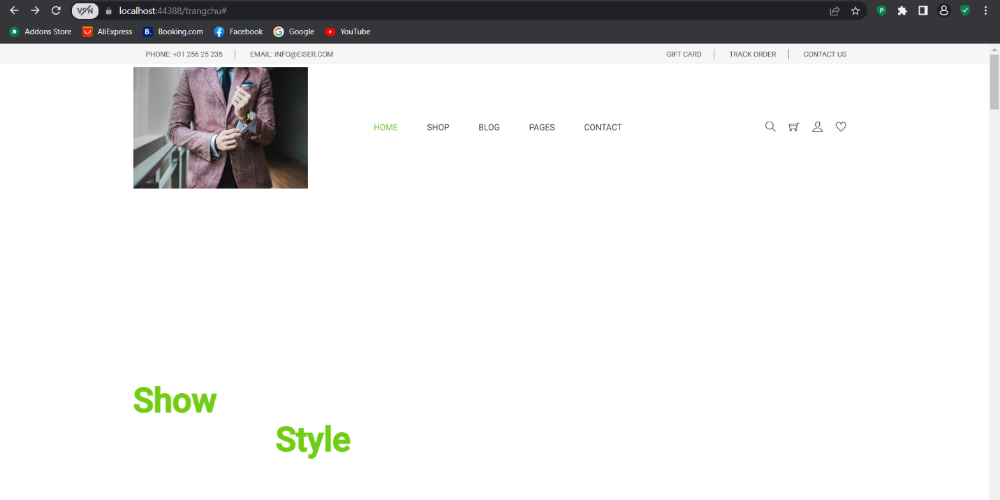 VPN
localhost:44388/trangchu#
Addons Store AliExpress B. Booking.com Facebook Google YouTube
PHONE: +01 256 25 235 EMAIL: INFO@EISER.COM GIFT CARD TRACK ORDER CONTACT US
HOME SHOP BLOG PAGES CONTACT
Show
Style